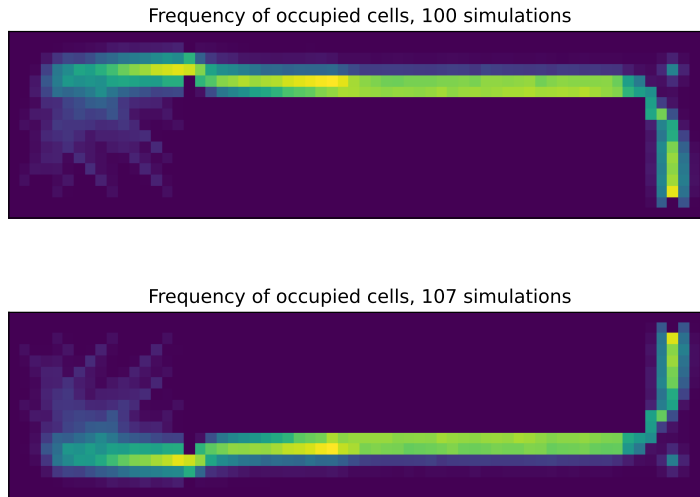 Frequency of occupied cells, 100 simulations
Frequency of occupied cells, 107 simulations